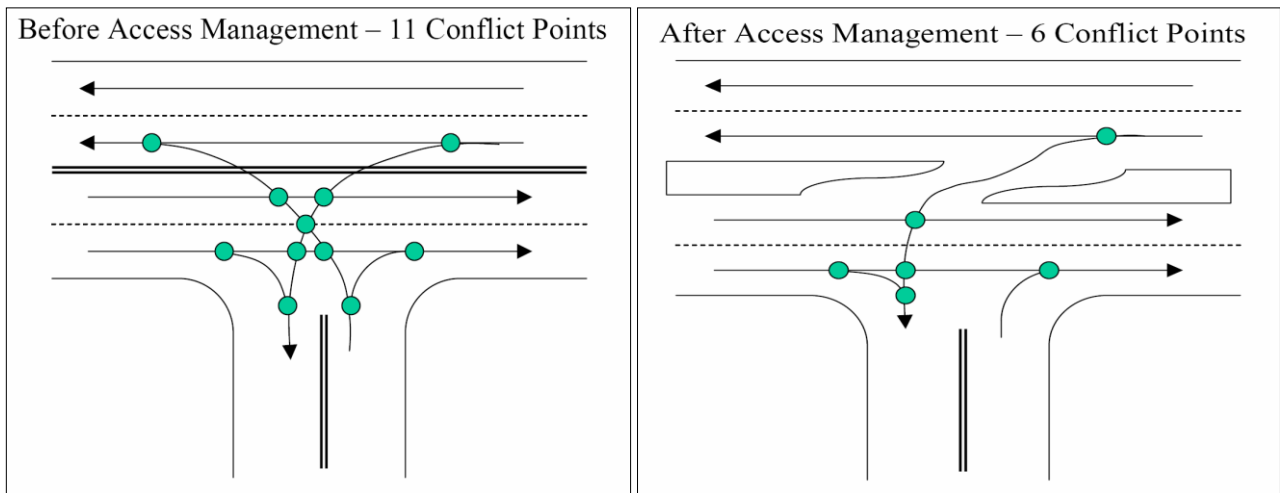 Before Access Management – 11 Conflict Points
After Access Management – 6 Conflict Points